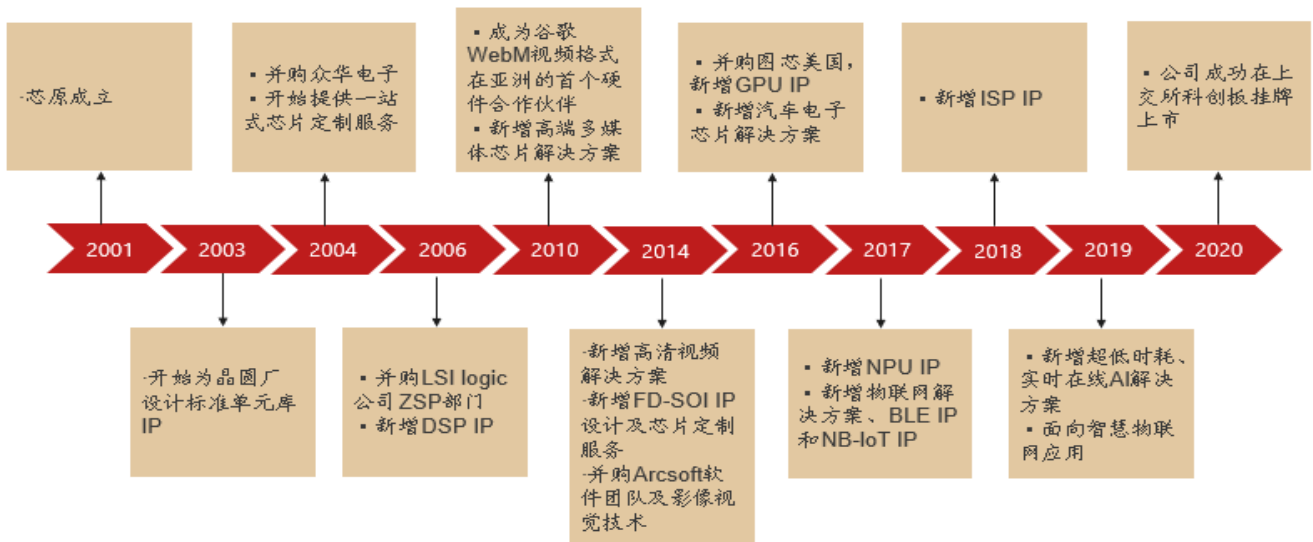 -芯原成立
▪ 并购众华电子
▪ 开始提供一站
式芯片定制服务
▪ 成为谷歌
WebM视频格式
在亚洲的首个硬
件合作伙伴
▪ 新增高端多媒
体芯片解决方案
▪ 并购图芯美国，
新增GPU IP
▪ 新增汽车电子
芯片解决方案
▪ 新增ISP IP
▪ 公司成功在上
交所科创板挂牌
上市
2001
2003
2004
2006
2010
2014
2016
2017
2018
2019
2020
-开始为晶圆厂
设计标准单元库
IP
▪ 并购LSI logic
公司ZSP部门
▪ 新增DSP IP
-新增高清视频
解决方案
-新增FD-SOI IP
设计及芯片定制
服务
-并购Arcsoft软
件团队及影像视
觉技术
▪ 新增NPU IP
▪ 新增物联网解
决方案、BLE IP
和NB-IoT IP
▪ 新增超低时耗、
实时在线AI解决
方案
▪ 面向智慧物联
网应用